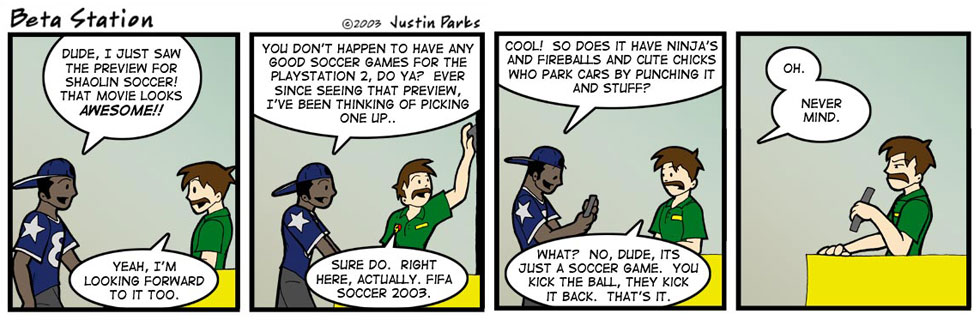 Beta Station
©2003 Justin Parks
DUDE, I JUST SAW
THE PREVIEW FOR
SHAOLIN SOCCER!
THAT MOVIE LOOKS
AWESOME!!
8
YEAH, I'M
LOOKING FORWARD
TO IT TOO.
YOU DON'T HAPPEN TO HAVE ANY
GOOD SOCCER GAMES FOR THE
PLAYSTATION 2, DO YA? EVER
SINCE SEEING THAT PREVIEW,
I'VE BEEN THINKING OF PICKING
ONE UP..
SURE DO. RIGHT
HERE, ACTUALLY. FIFA
SOCCER 2003.
COOL! SO DOES IT HAVE NINJA'S
AND FIREBALLS AND CUTE CHICKS
WHO PARK CARS BY PUNCHING IT
AND STUFF?
WHAT? NO, DUDE, ITS
JUST A SOCCER GAME. YOU
KICK THE BALL, THEY KICK
IT BACK. THAT'S IT.
OH.
NEVER
MIND.